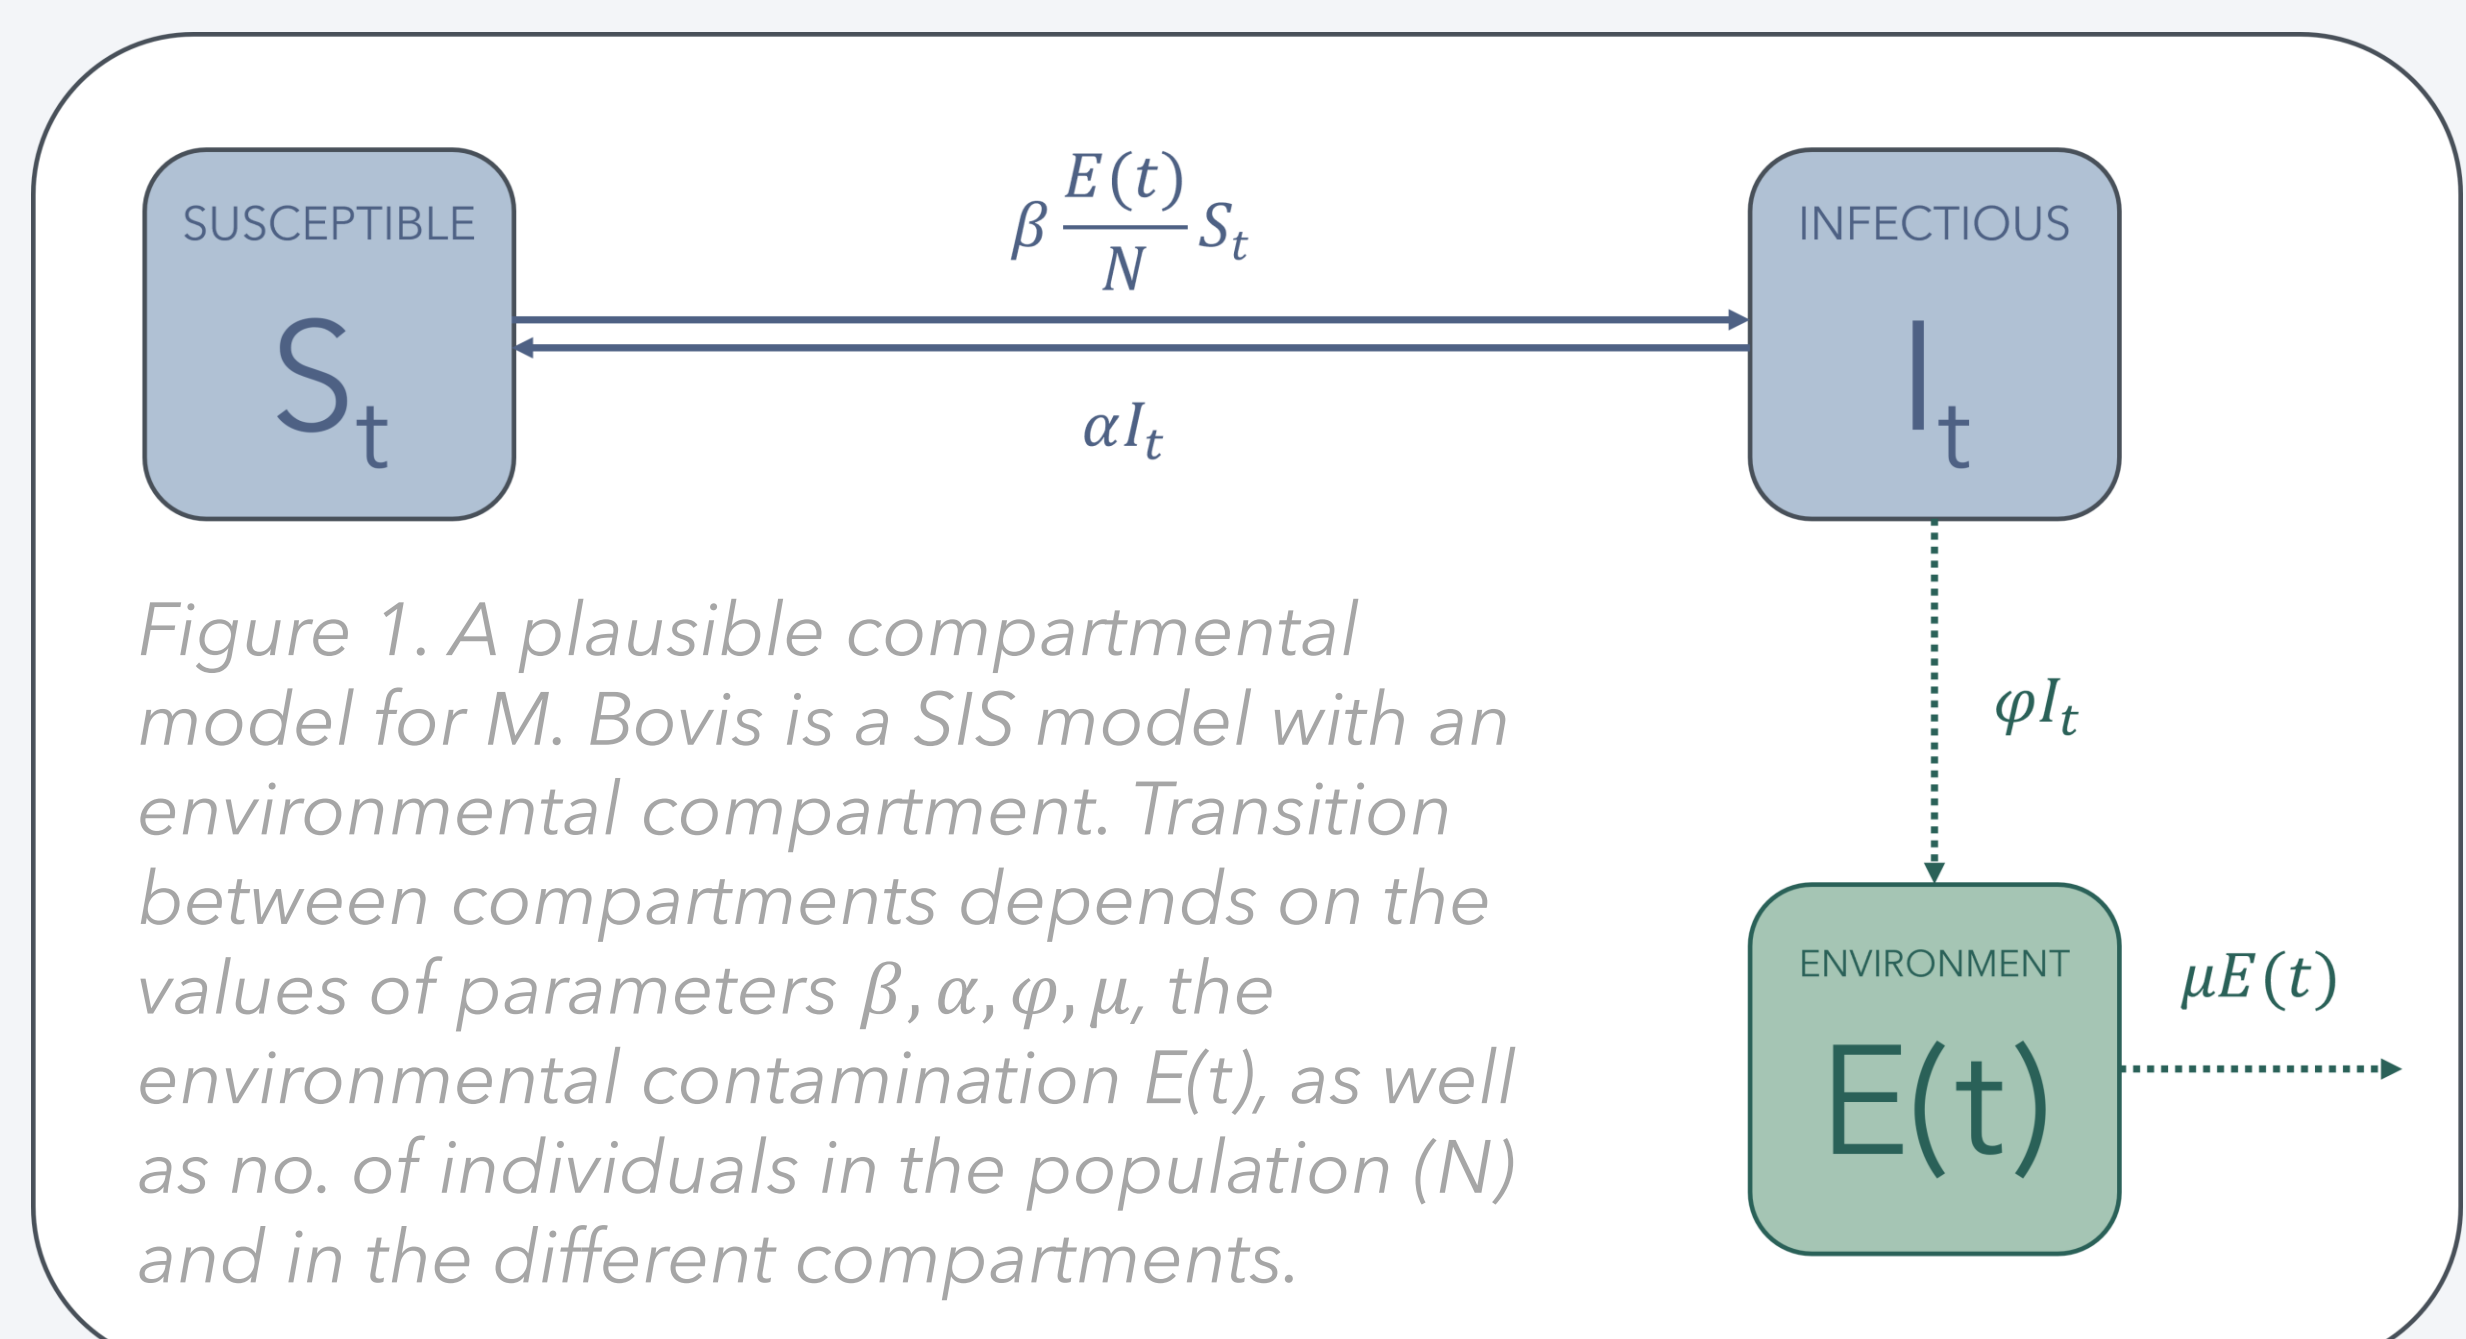 SUSCEPTIBLE
S_t
β E(t)/N S_t
αI_t
INFECTIOUS
I_t
φI_t
ENVIRONMENT
E(t)
μE(t)
Figure 1. A plausible compartmental
model for M. Bovis is a SIS model with an
environmental compartment. Transition
between compartments depends on the
values of parameters β, α, φ, μ, the
environmental contamination E(t), as well
as no. of individuals in the population (N)
and in the different compartments.